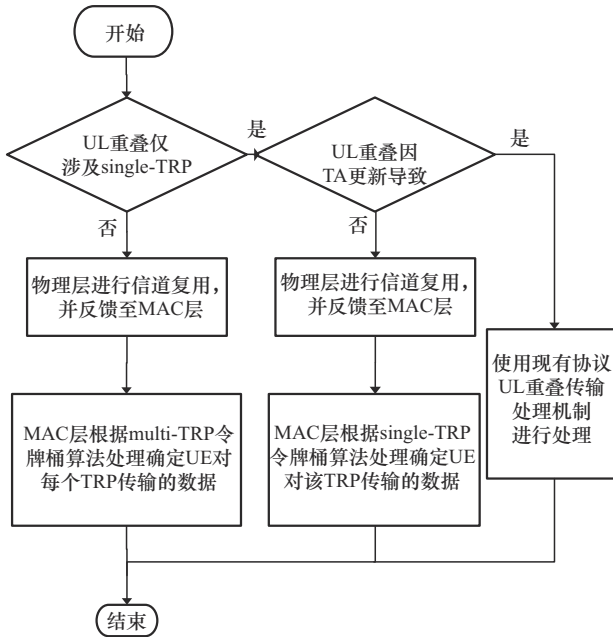 开始
UL重叠仅
涉及single-TRP
是
UL重叠因
TA更新导致
是
否
否
物理层进行信道复用，
并反馈至MAC层
物理层进行信道复用，
并反馈至MAC层
使用现有协议
UL重叠传输
处理机制
进行处理
MAC层根据multi-TRP令
牌桶算法处理确定UE对
每个TRP传输的数据
MAC层根据single-TRP
令牌桶算法处理确定UE
对该TRP传输的数据
结束